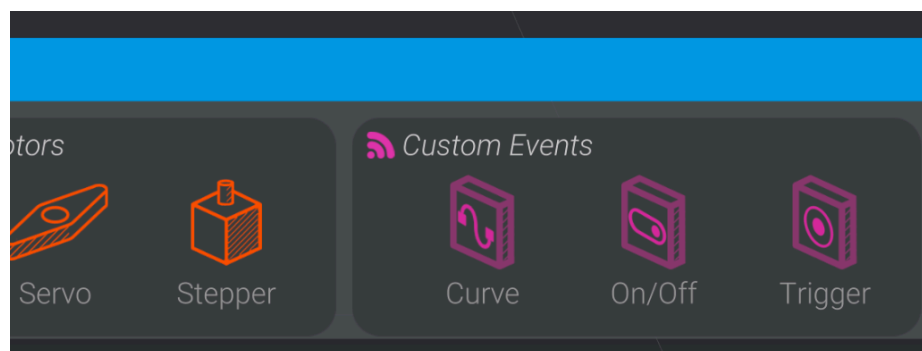 otors
Custom Events
Servo
Stepper
Curve
On/Off
Trigger